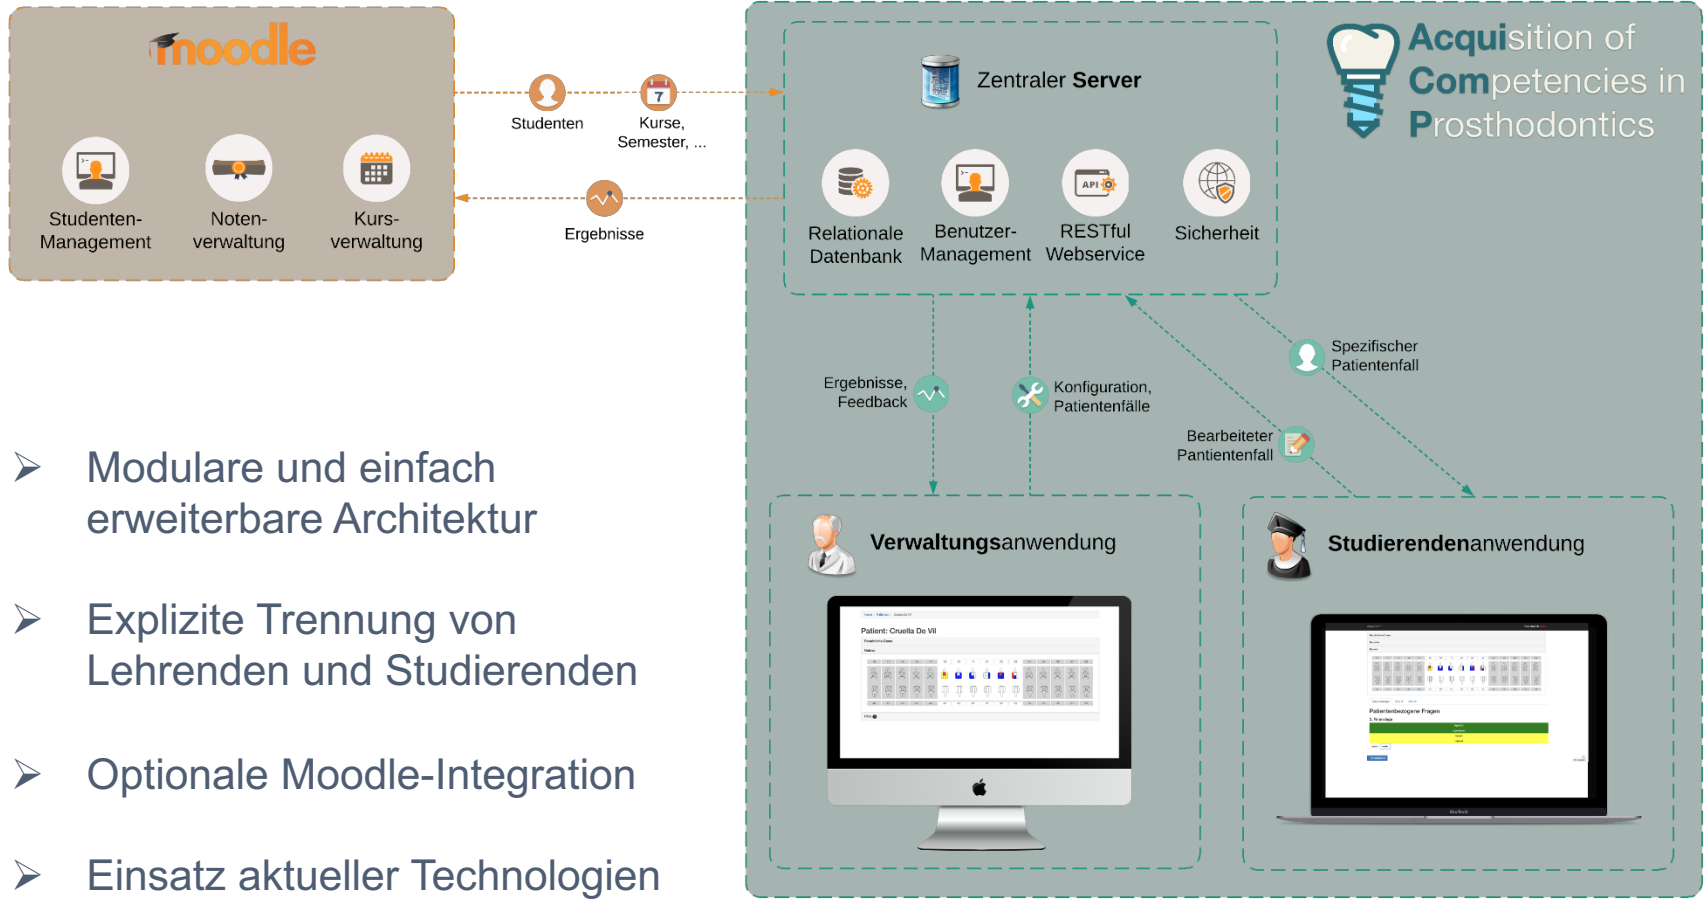 moodle
Studenten-
Management
Noten-
verwaltung
Kurs-
verwaltung
Studenten
7
Kurse,
Semester, ...
Ergebnisse
Zentraler Server
Acquisition of
Competencies in
Prosthodontics
Relationale
Datenbank
Benutzer-
Management
API
RESTful
Webservice
Sicherheit
Ergebnisse,
Feedback
Konfiguration,
Patientenfälle
Bearbeiteter
Pantientenfall
Spezifischer
Patientenfall
Verwaltungsanwendung
Patient: Cruella De Vil
Studierendenanwendung
Patientenbezogene Fragen
➢ Modulare und einfach
erweiterbare Architektur
➢ Explizite Trennung von
Lehrenden und Studierenden
➢ Optionale Moodle-Integration
➢ Einsatz aktueller Technologien